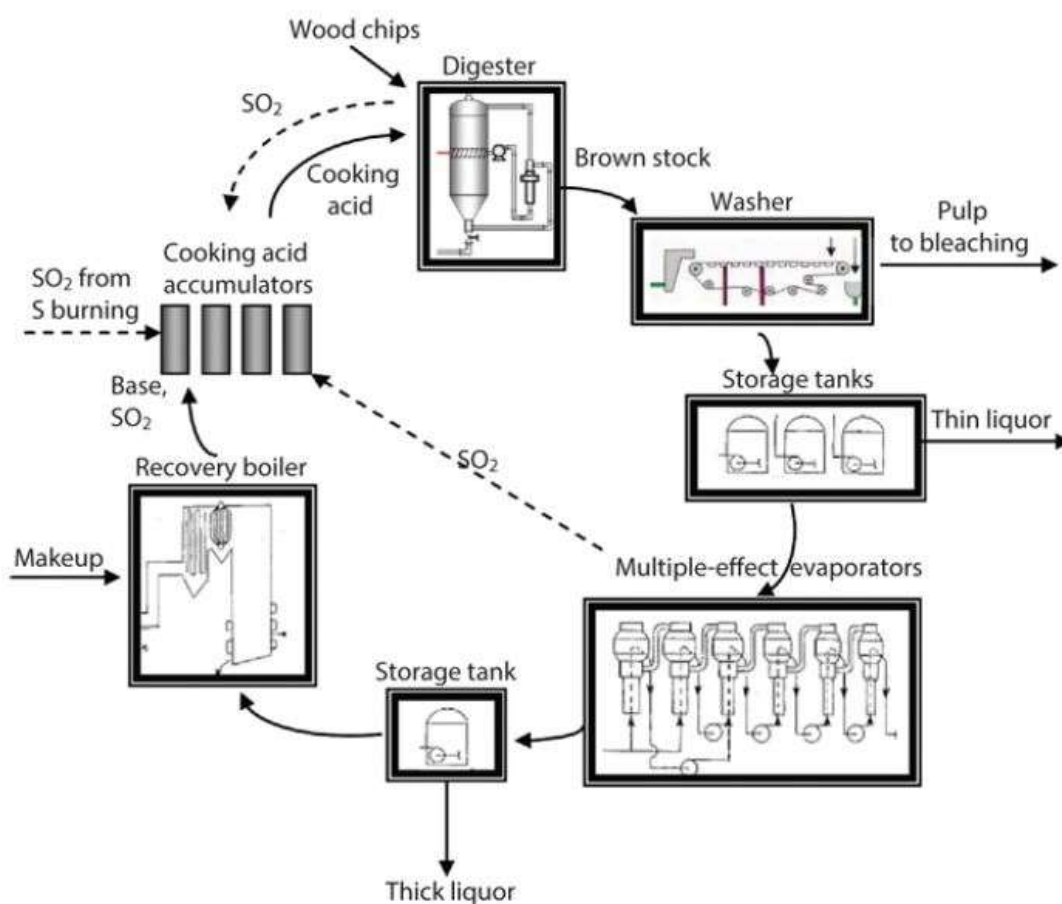 Wood chips
Digester
SO₂
Cooking
acid
Brown stock
Washer
Pulp
to bleaching
Cooking acid
accumulators
SO₂ from
S burning
Storage tanks
Thin liquor
Base,
SO₂
SO₂
Recovery boiler
Makeup
Multiple-effect evaporators
Storage tank
Thick liquor